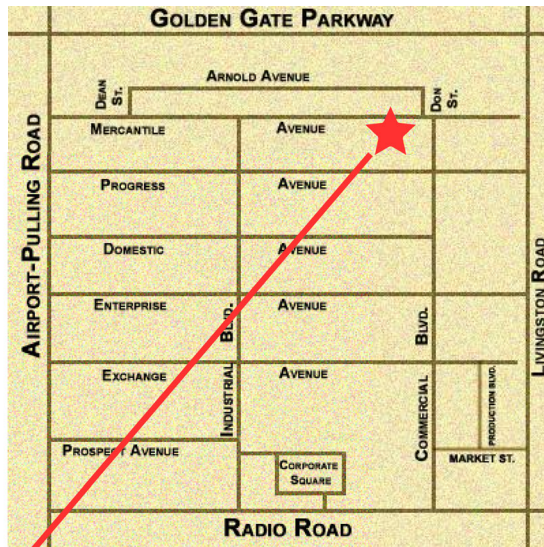 GOLDEN GATE PARKWAY
ARNOLD AVENUE
DEAN
ST.
DON
ST.
MERCANTILE AVENUE
AIRPORT-PULLING ROAD
PROGRESS AVENUE
DOMESTIC AVENUE
LIVINGSTON ROAD
ENTERPRISE AVENUE
INDUSTRIAL BLVD.
COMMERCIAL BLVD.
EXCHANGE AVENUE
PRODUCTION BLVD.
PROSPECT AVENUE
CORPORATE
SQUARE
MARKET ST.
RADIO ROAD